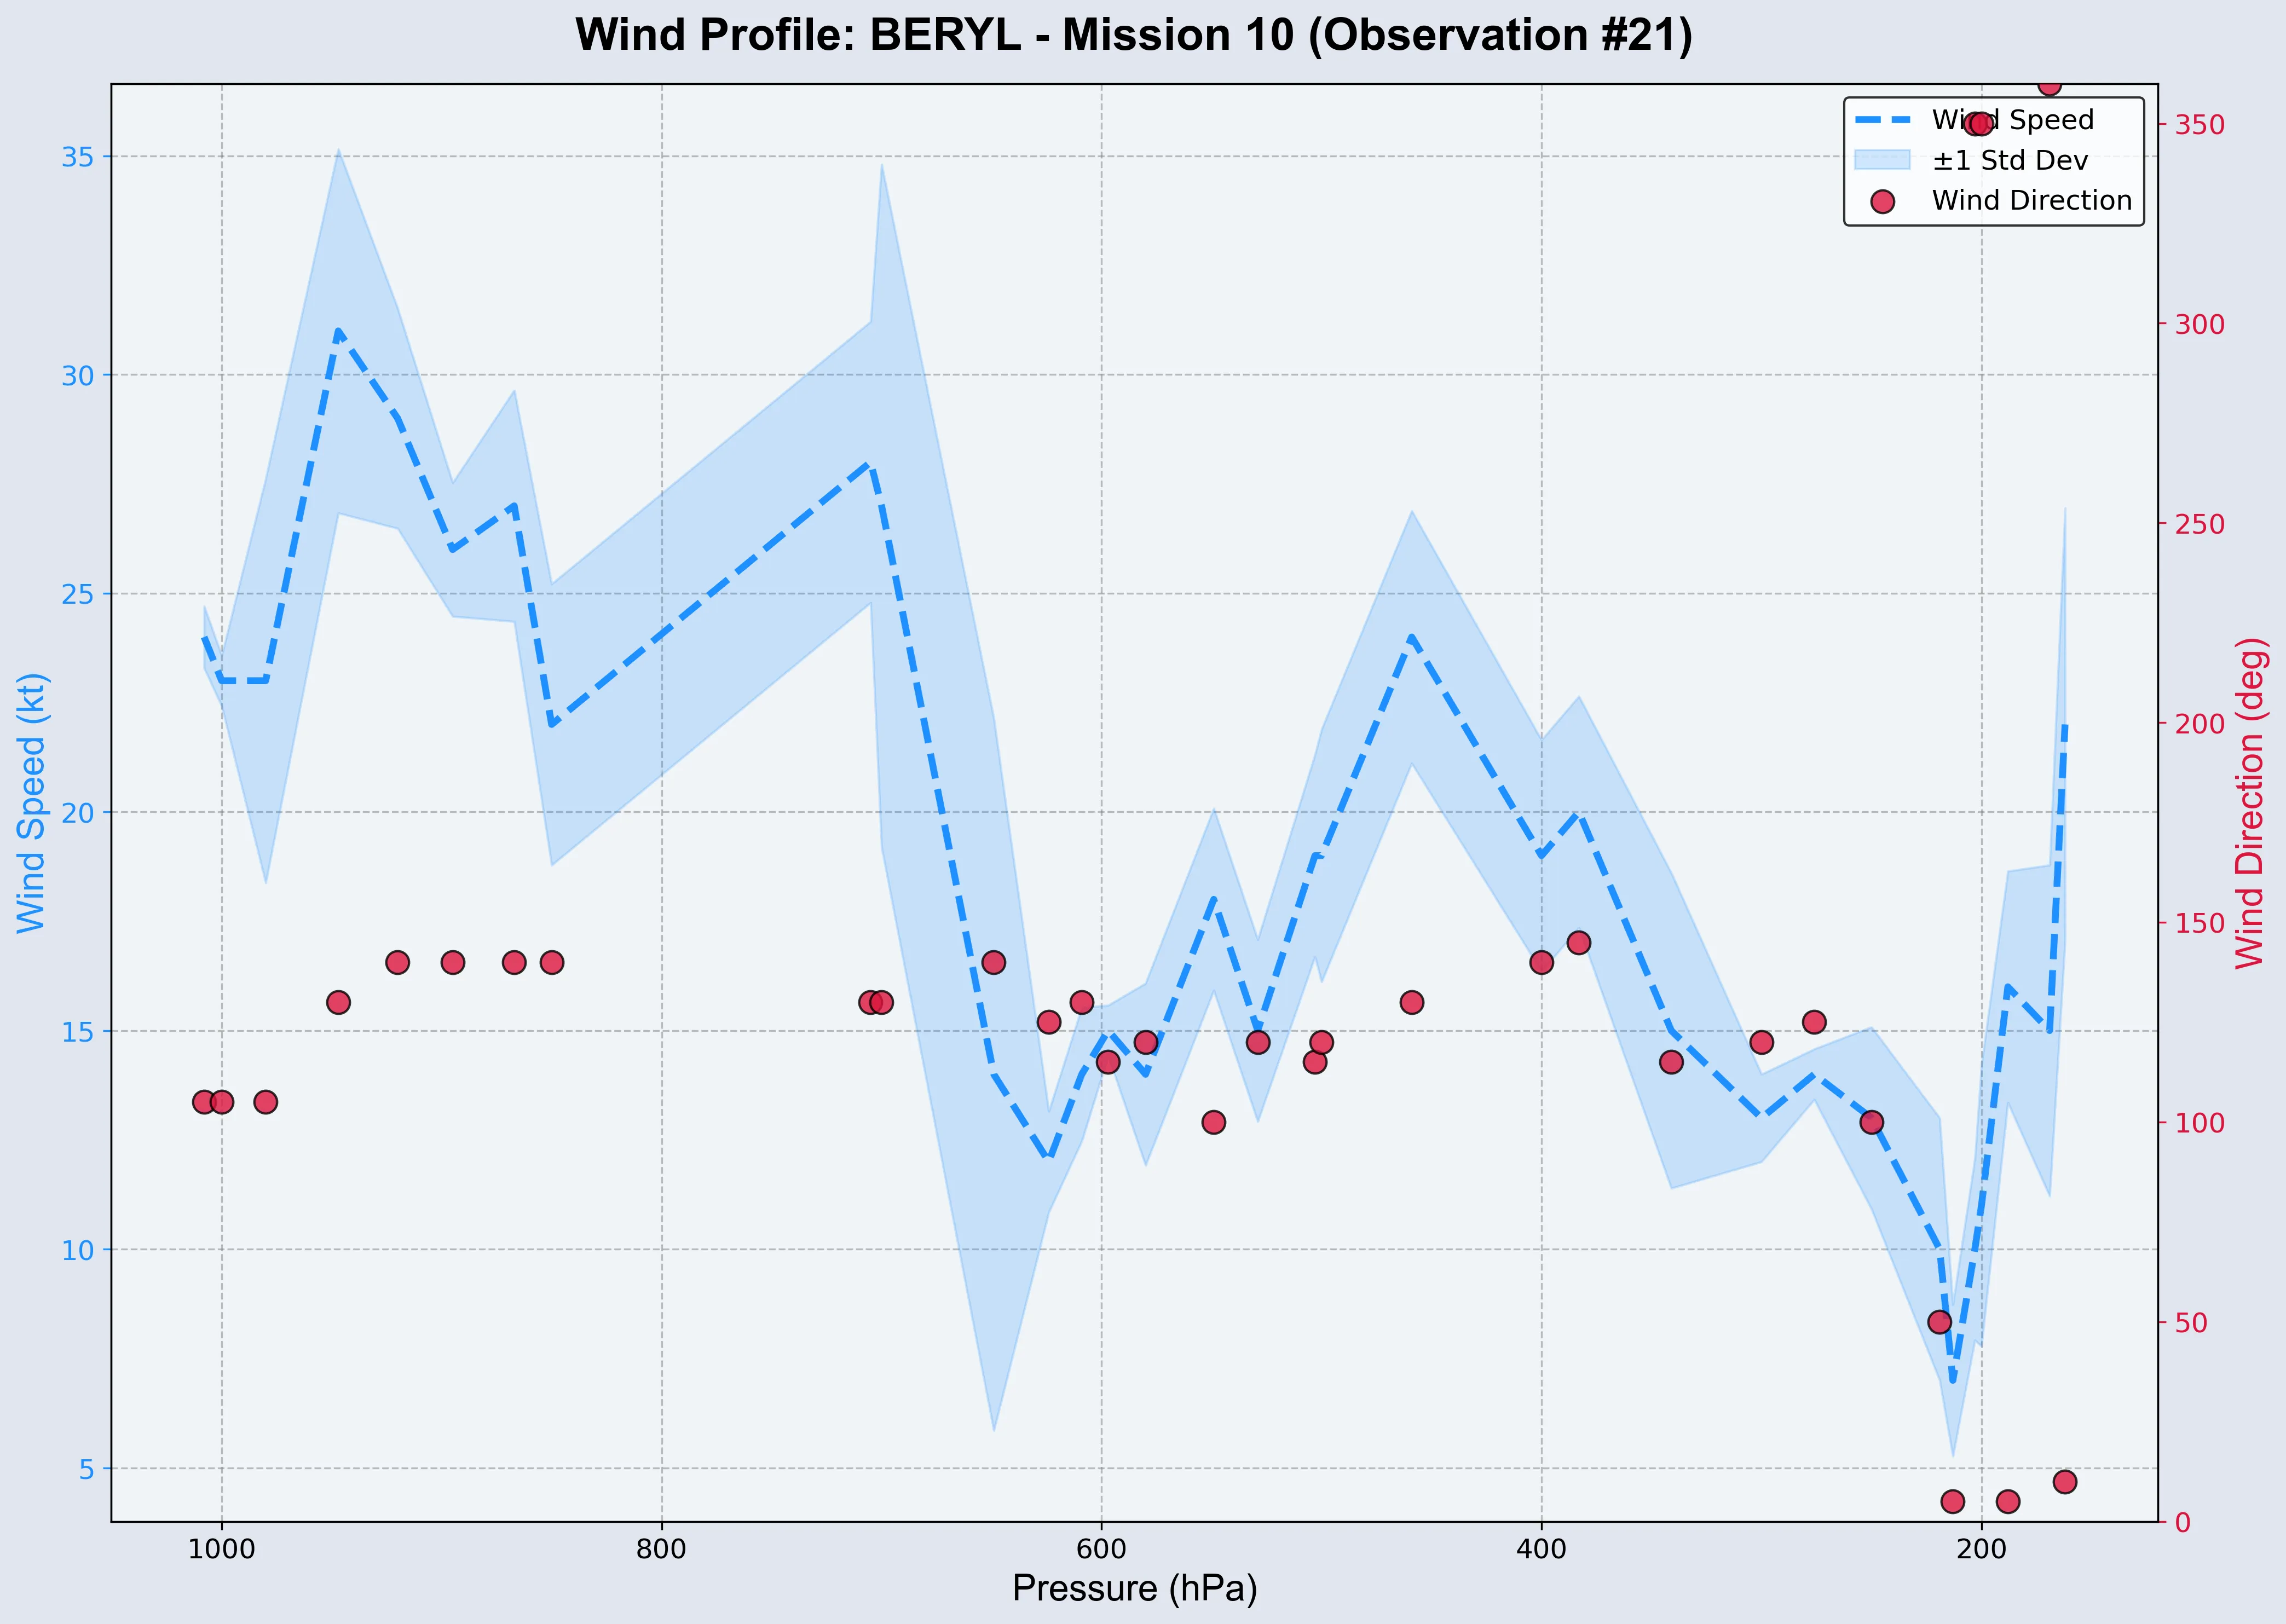 Wind Profile: BERYL - Mission 10 (Observation #21)
Wind Speed
±1 Std Dev
Wind Direction
Wind Speed (kt)
35
30
25
20
15
10
5
350
300
250
200
150
100
50
0
Wind Direction (deg)
1000 800 600 400 200
Pressure (hPa)